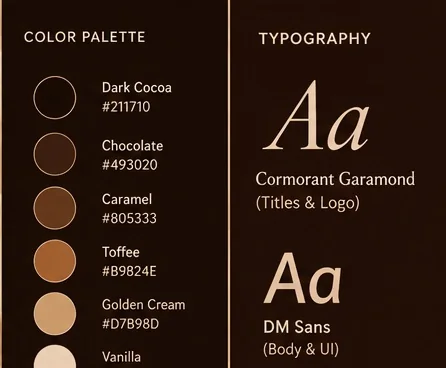 COLOR PALETTE
Dark Cocoa
#211710
Chocolate
#493020
Caramel
#805333
Toffee
#B9824E
Golden Cream
#D7B98D
Vanilla
TYPOGRAPHY
Aa
Cormorant Garamond
(Titles & Logo)
Aa
DM Sans
(Body & UI)